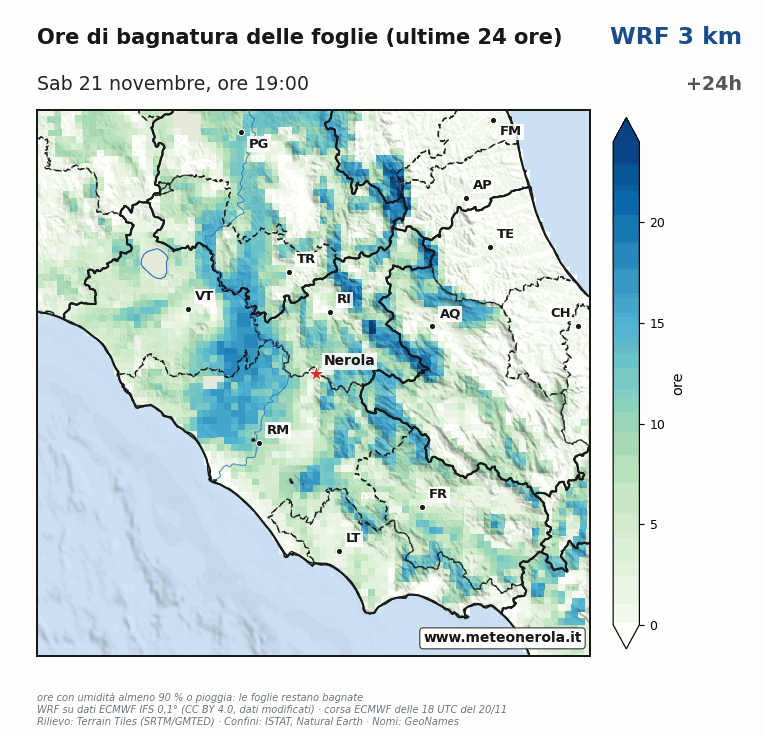 Ore di bagnatura delle foglie (ultime 24 ore)
WRF 3 km
Sab 21 novembre, ore 19:00
+24h
FM
PG
AP
TE
TR
VT
RI
AQ
CH
Nerola
RM
FR
LT
www.meteonerola.it
20
15
10
5
0
ore
ore con umidità almeno 90 % o pioggia: le foglie restano bagnate
WRF su dati ECMWF IFS 0,1° (CC BY 4.0, dati modificati) · corsa ECMWF delle 18 UTC del 20/11
Rilievo: Terrain Tiles (SRTM/GMTED) · Confini: ISTAT, Natural Earth · Nomi: GeoNames